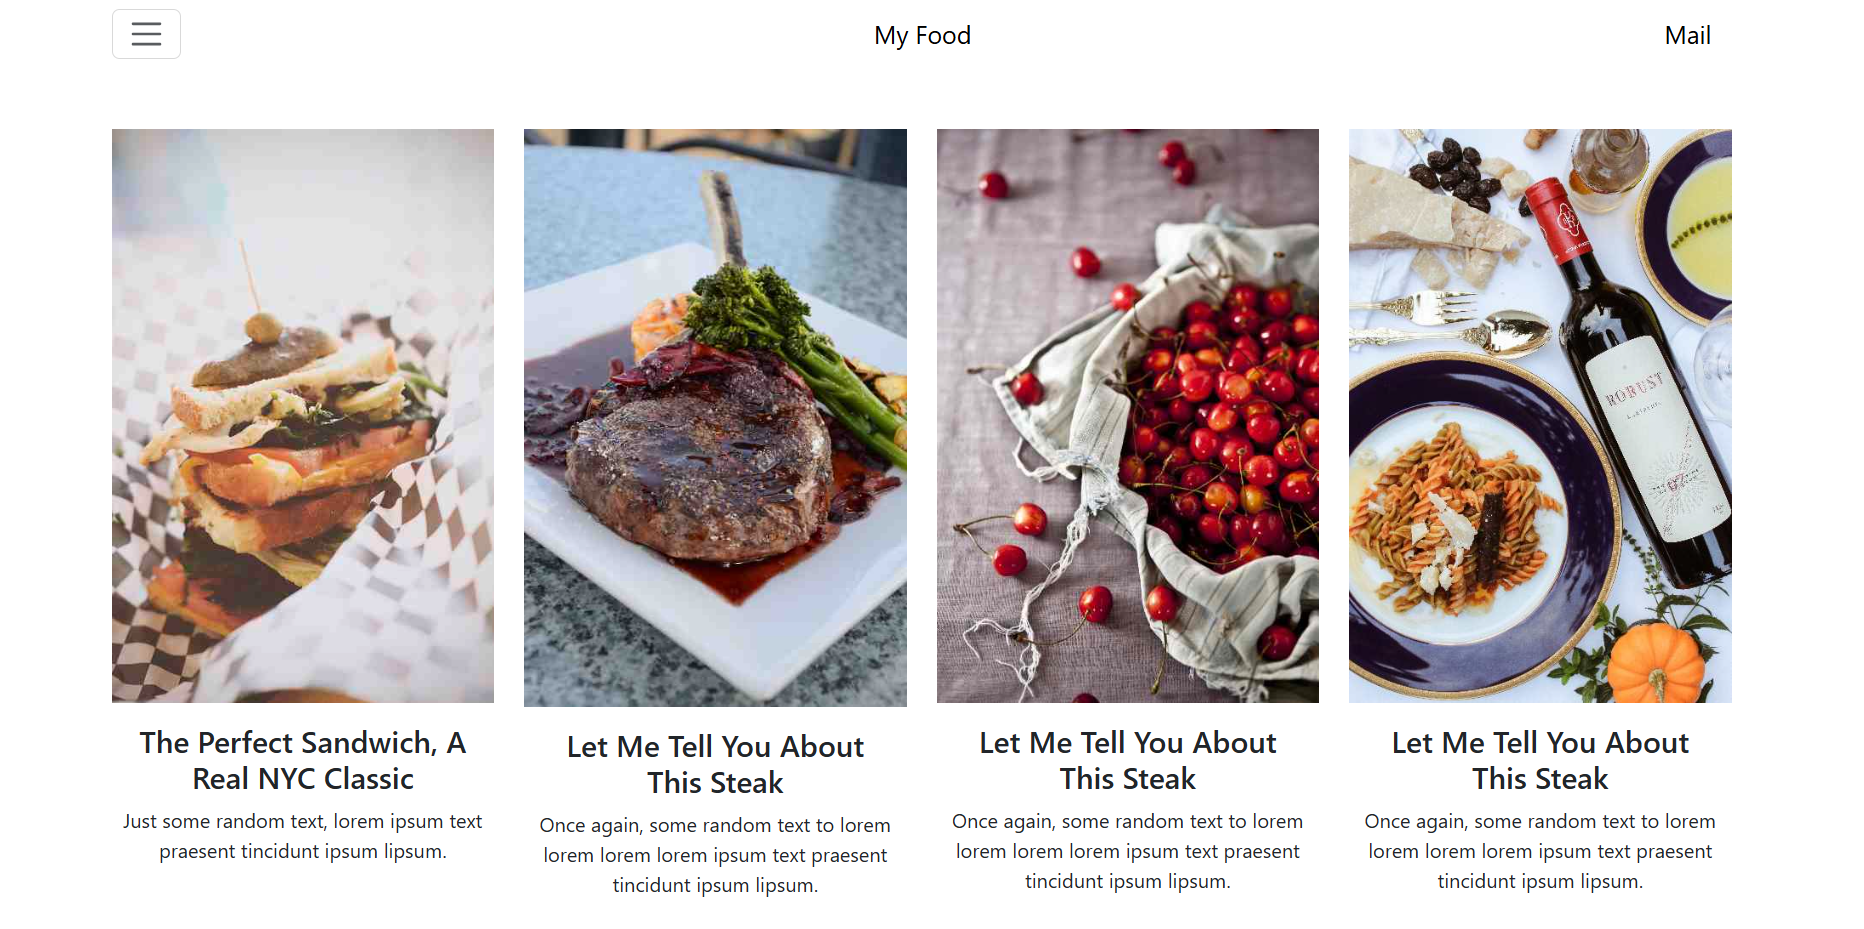 My Food
Mail
ROBUST
The Perfect Sandwich, A
Real NYC Classic
Just some random text, lorem ipsum text
praesent tincidunt ipsum lipsum.
Let Me Tell You About
This Steak
Once again, some random text to lorem
lorem lorem lorem ipsum text praesent
tincidunt ipsum lipsum.
Let Me Tell You About
This Steak
Once again, some random text to lorem
lorem lorem lorem ipsum text praesent
tincidunt ipsum lipsum.
Let Me Tell You About
This Steak
Once again, some random text to lorem
lorem lorem lorem ipsum text praesent
tincidunt ipsum lipsum.